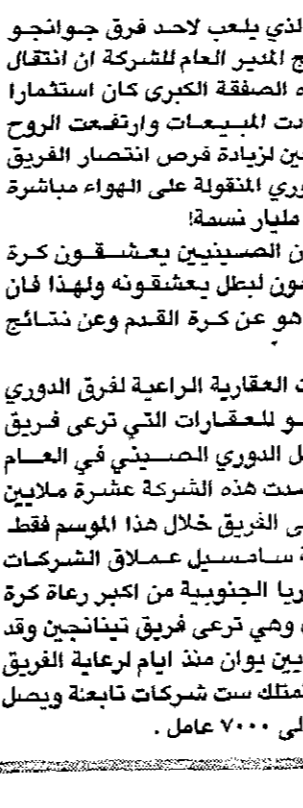 لذي يلعب لاحد فرق جوانجو
ج المدير العام للشركة ان انتقال
ه الصفقة الكبرى كان استثمارا
دت المبيعات وارتفعت الروح
ين لزيادة فرص انتصار الفريق
وري المنقولة على الهواء مباشرة
مليار نسمة!
ن الصينيين يعشقون كرة
ون لبطل يعشقونه ولهذا فان
هو عن كرة القدم وعن نتائج
ت العقارية الراعية لفرق الدوري
و للعقارات التي ترعى فريق
ل الدوري الصيني في العام
دت هذه الشركة عشرة ملايين
ى الفريق خلال هذا الموسم فقط
ة سامسيل عملاق الشركات
ريا الجنوبية من اكبر رعاة كرة
وهي ترعى فريق تينانجين وقد
يين يوان منذ ايام لرعاية الفريق
متلك ست شركات تابعة ويصل
لى ٧٠٠٠ عامل .